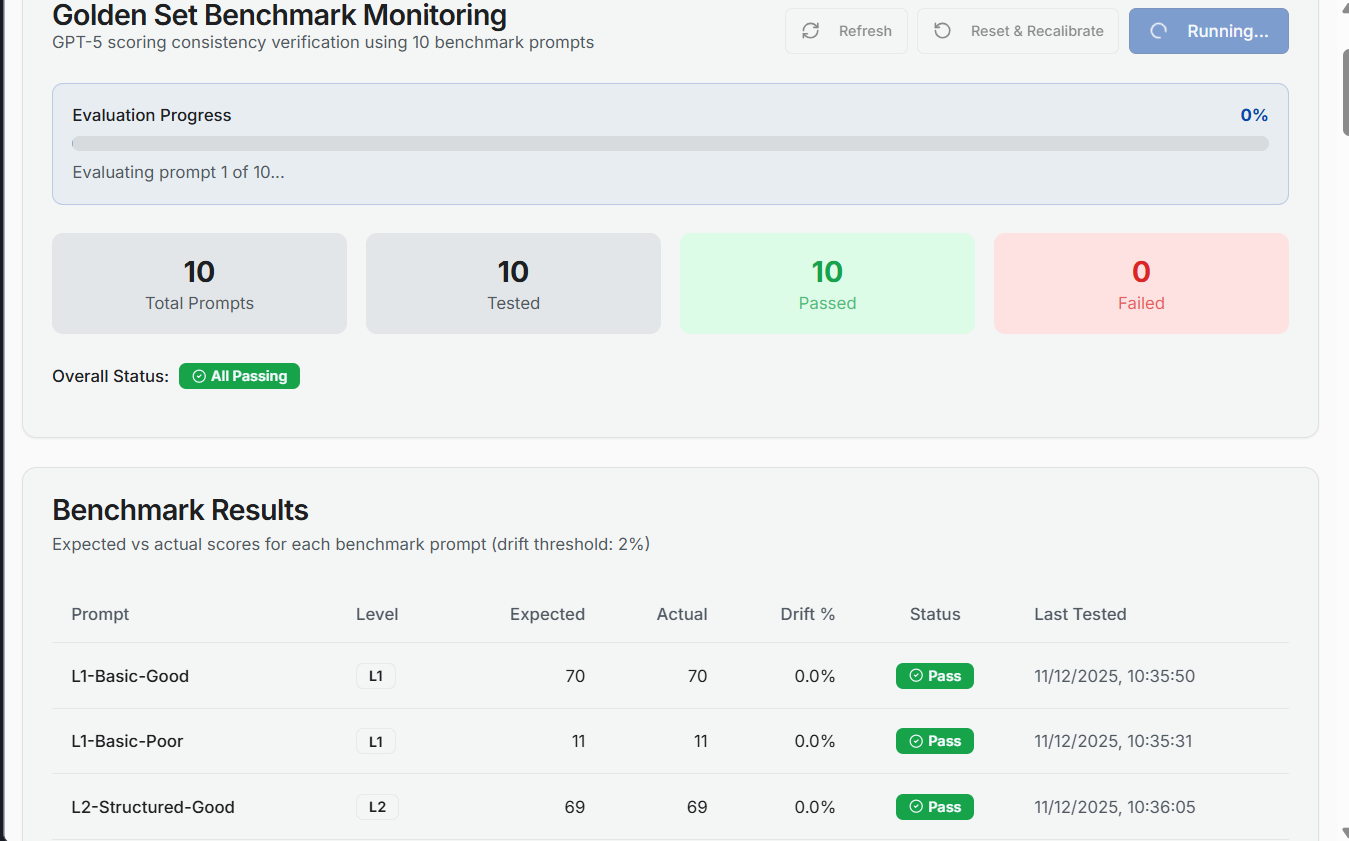 Golden Set Benchmark Monitoring
GPT-5 scoring consistency verification using 10 benchmark prompts
Refresh
Reset & Recalibrate
Running...
Evaluation Progress
0%
Evaluating prompt 1 of 10...
10
Total Prompts
10
Tested
10
Passed
0
Failed
Overall Status: All Passing
Benchmark Results
Expected vs actual scores for each benchmark prompt (drift threshold: 2%)
Prompt Level Expected Actual Drift % Status Last Tested
L1-Basic-Good L1 70 70 0.0% Pass 11/12/2025, 10:35:50
L1-Basic-Poor L1 11 11 0.0% Pass 11/12/2025, 10:35:31
L2-Structured-Good L2 69 69 0.0% Pass 11/12/2025, 10:36:05